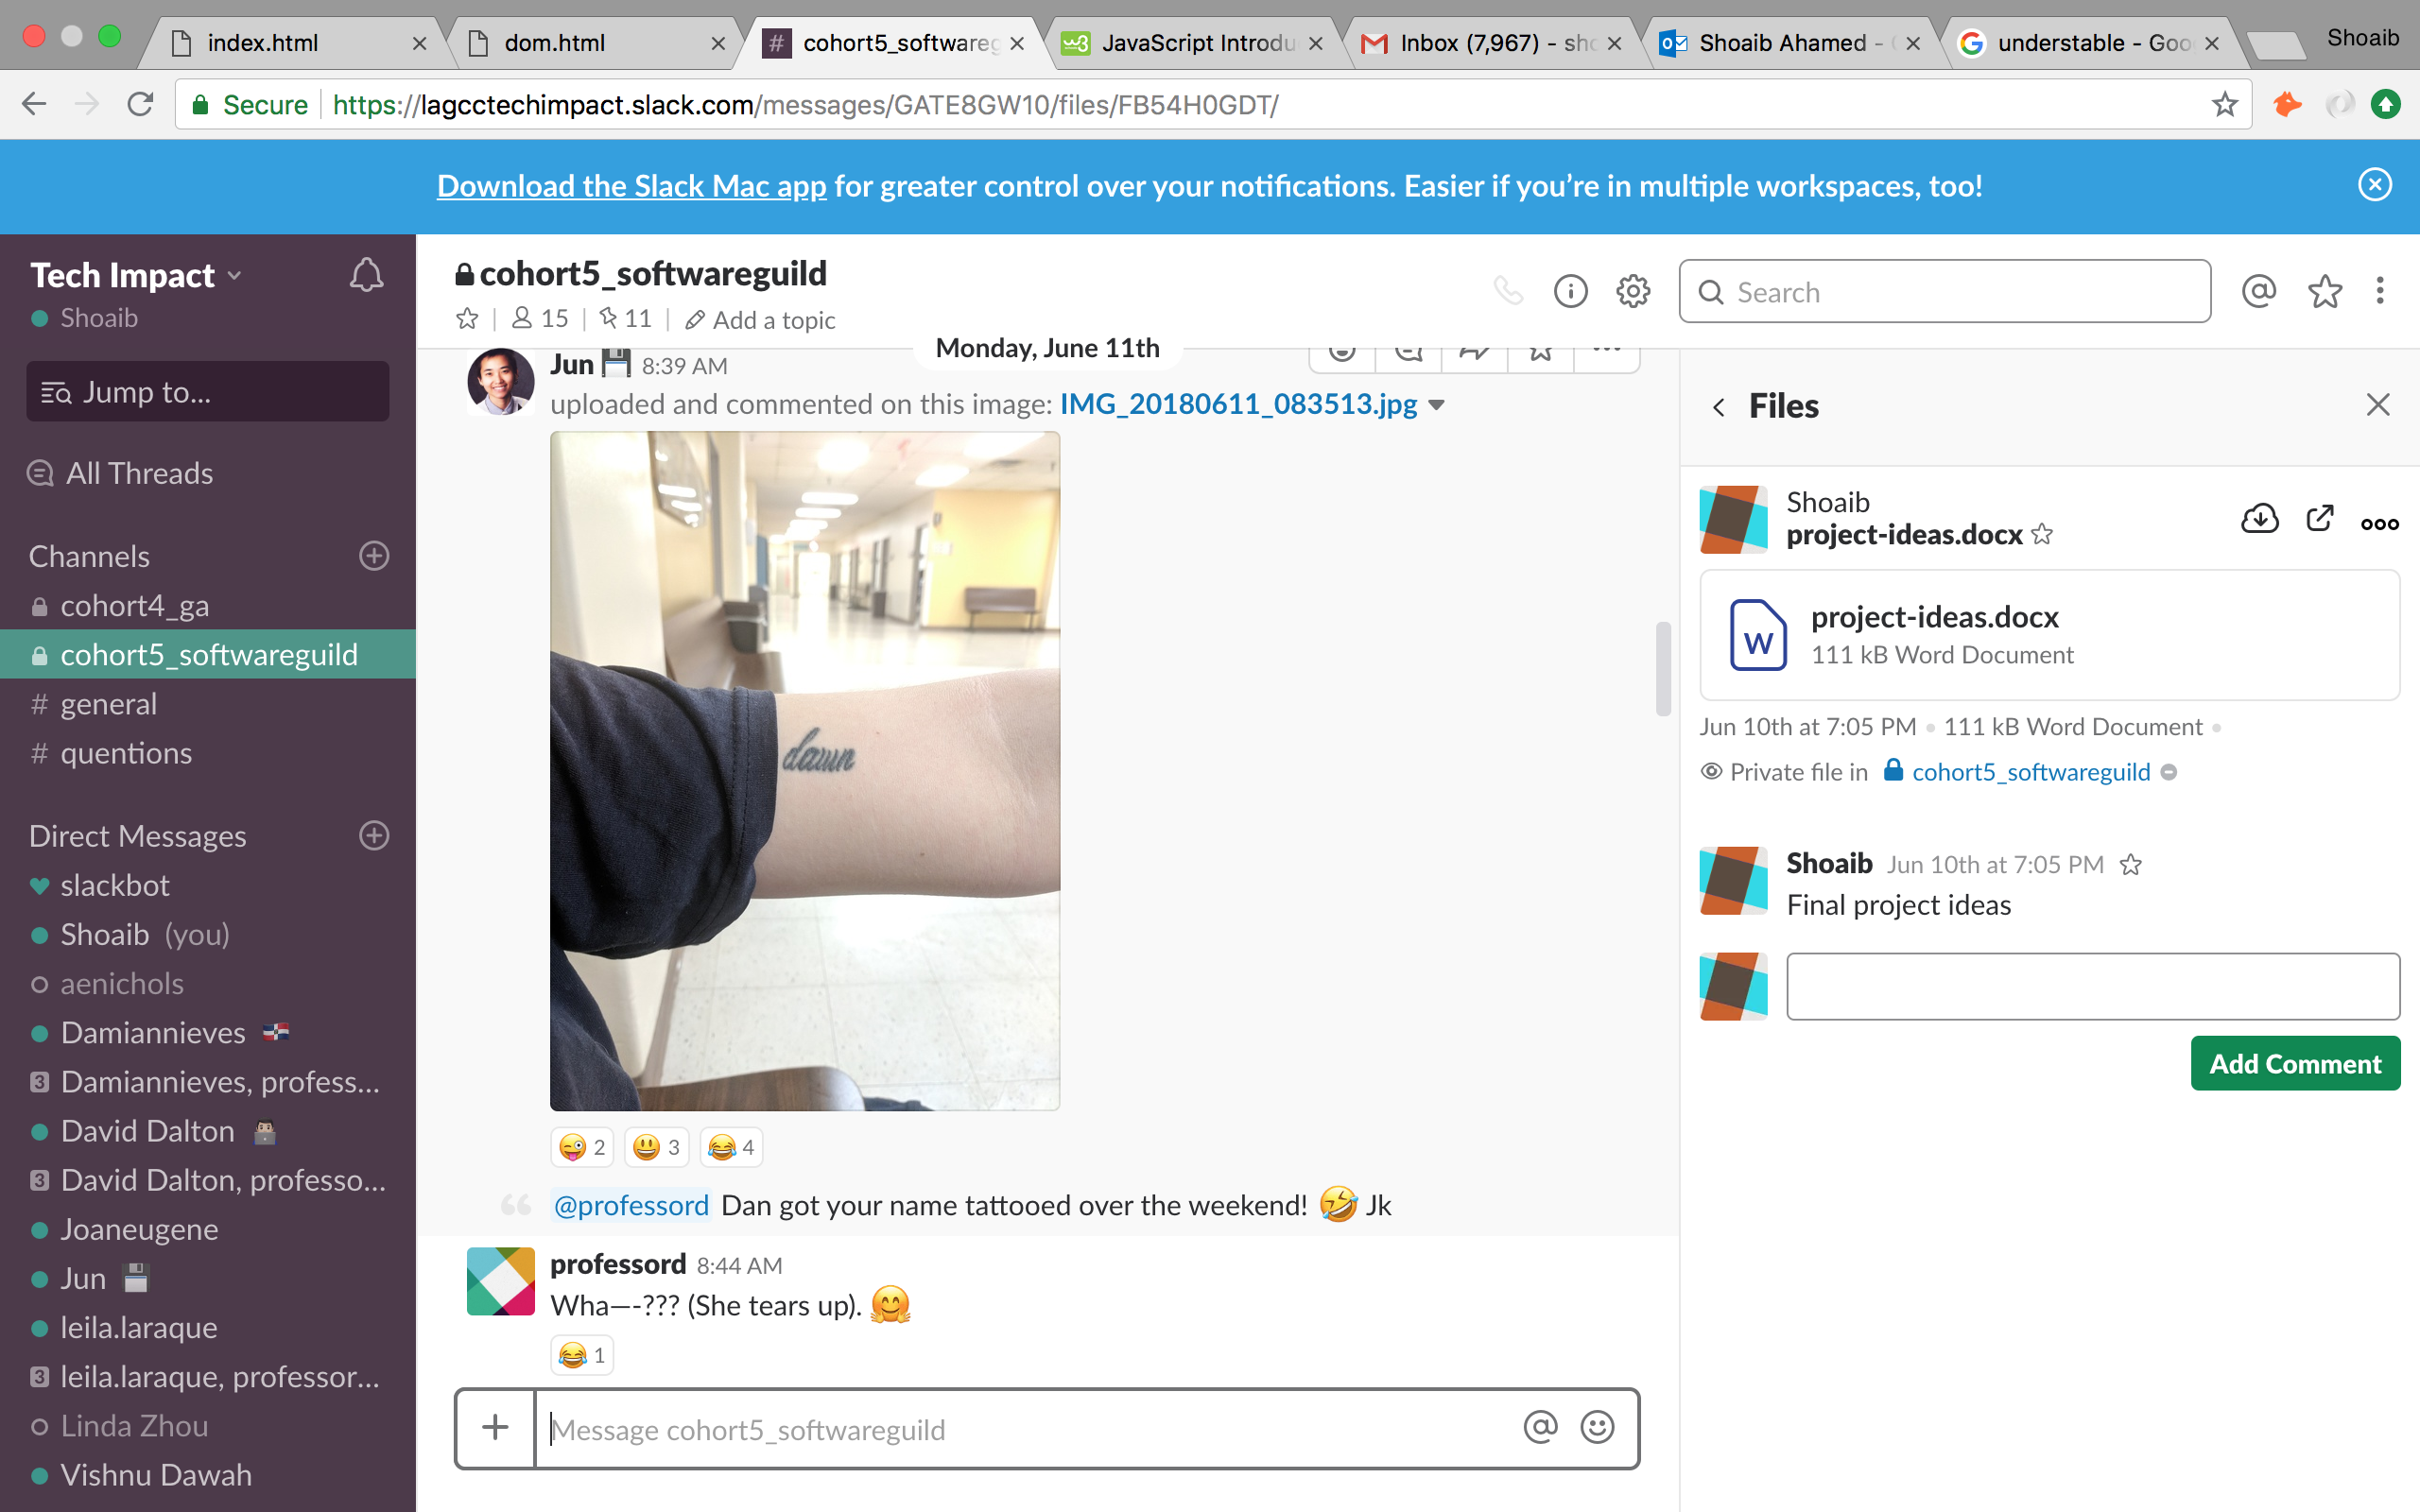 index.html
dom.html
cohort5_softwareg
JavaScript Introdu
Inbox (7,967) - sho
Shoaib Ahamed -
understable - Goo
Shoaib
Secure https://lagcctechimpact.slack.com/messages/GATE8GW10/files/FB54H0GDT/
Download the Slack Mac app for greater control over your notifications. Easier if you’re in multiple workspaces, too!
Tech Impact
Shoaib
Jump to...
All Threads
Channels
cohort4_ga
cohort5_softwareguild
# general
# quentions
Direct Messages
slackbot
Shoaib (you)
aenichols
Damiannieves
3 Damiannieves, profess...
David Dalton
3 David Dalton, professo...
Joaneugene
Jun
leila.laraque
3 leila.laraque, professor...
Linda Zhou
Vishnu Dawah
cohort5_softwareguild
15 | 11 | Add a topic
Search
Monday, June 11th
Jun 8:39 AM
uploaded and commented on this image: IMG_20180611_083513.jpg
dawn
2 3 4
@professord Dan got your name tattooed over the weekend! 🤣 Jk
professord 8:44 AM
Wha—-??? (She tears up). 🤗
1
Message cohort5_softwareguild
Files
Shoaib
project-ideas.docx
W
project-ideas.docx
111 kB Word Document
Jun 10th at 7:05 PM • 111 kB Word Document •
Private file in cohort5_softwareguild
Shoaib Jun 10th at 7:05 PM
Final project ideas
Add Comment